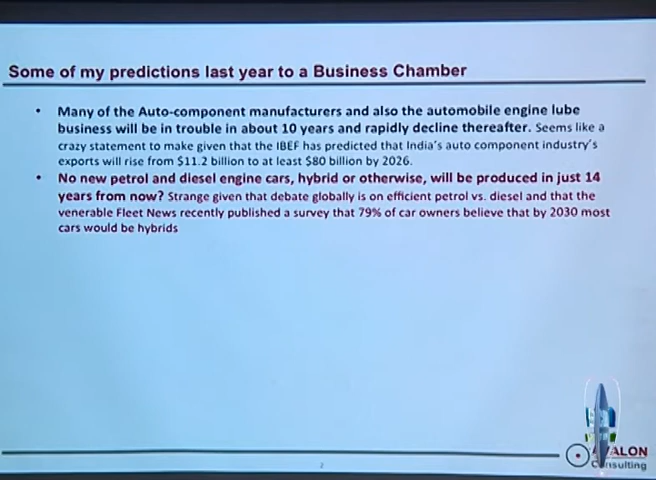 Some of my predictions last year to a Business Chamber
• Many of the Auto-component manufacturers and also the automobile engine lube
business will be in trouble in about 10 years and rapidly decline thereafter. Seems like a
crazy statement to make given that the IBEF has predicted that India's auto component industry's
exports will rise from $11.2 billion to at least $80 billion by 2026.
• No new petrol and diesel engine cars, hybrid or otherwise, will be produced in just 14
years from now? Strange given that debate globally is on efficient petrol vs. diesel and that the
venerable Fleet News recently published a survey that 79% of car owners believe that by 2030 most
cars would be hybrids
2
AVALON
Consulting